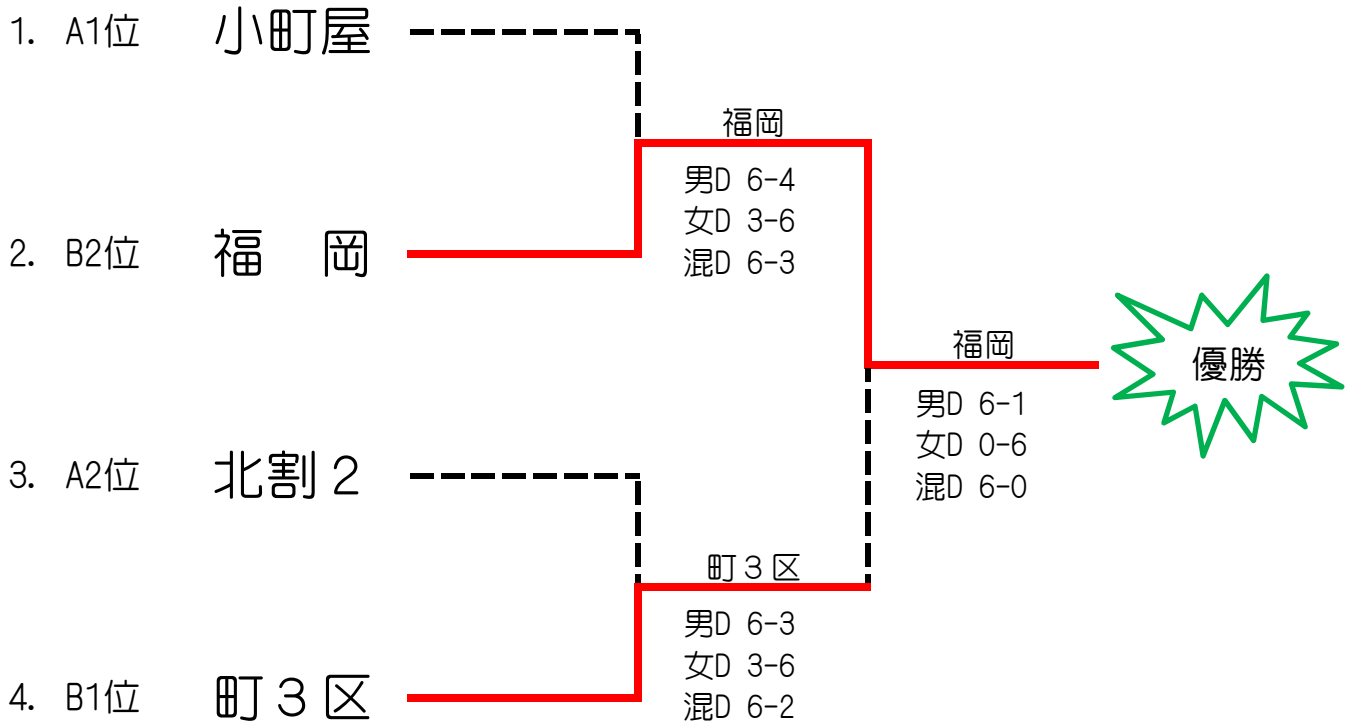 1. A1位 小町屋
福岡
男D 6-4
女D 3-6
混D 6-3
2. B2位 福　岡
福岡
優勝
男D 6-1
女D 0-6
混D 6-0
3. A2位 北割２
町３区
男D 6-3
女D 3-6
混D 6-2
4. B1位 町３区